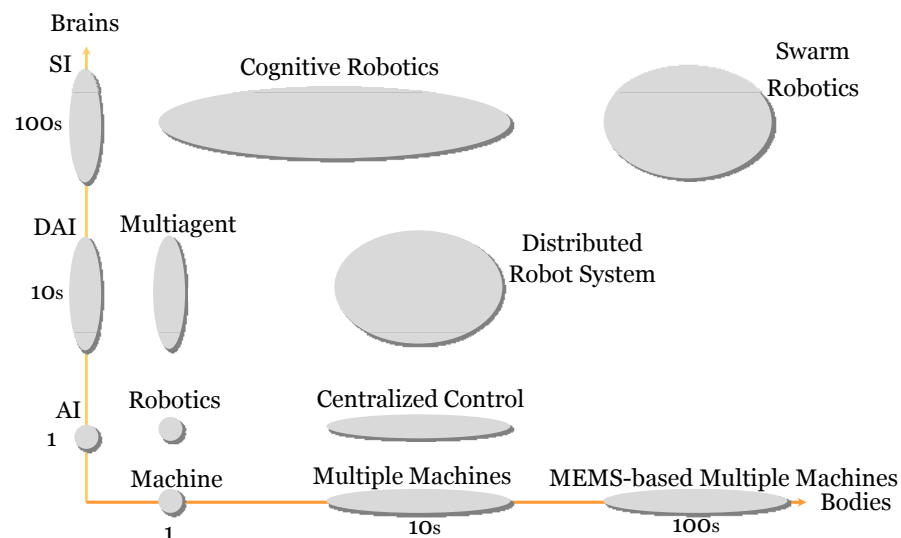 Brains
SI
Cognitive Robotics
Swarm
Robotics
100s
DAI
Multiagent
Distributed
Robot System
10s
AI
Robotics
Centralized Control
1
Machine
Multiple Machines
MEMS-based Multiple Machines
Bodies
1
10s
100s